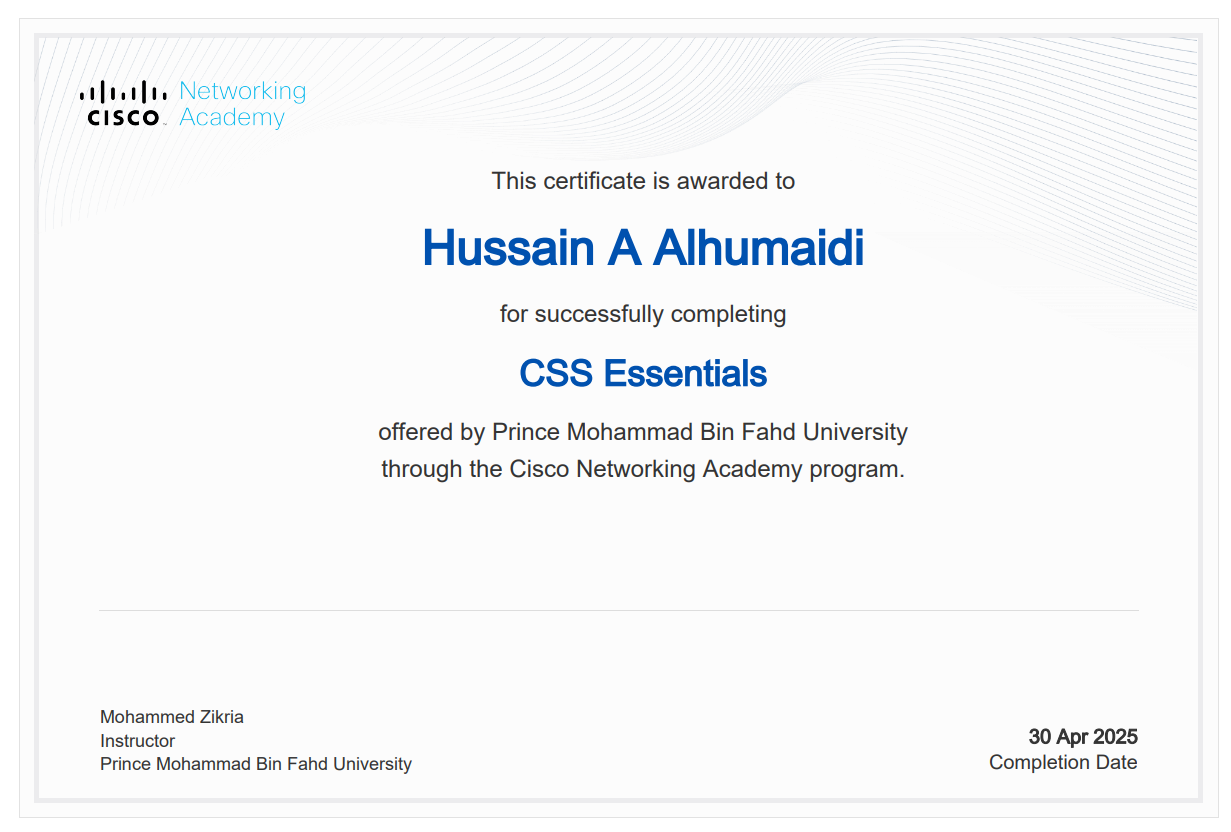 CISCO
Networking
Academy
This certificate is awarded to
Hussain A Alhumaidi
for successfully completing
CSS Essentials
offered by Prince Mohammad Bin Fahd University
through the Cisco Networking Academy program.
Mohammed Zikria
Instructor
Prince Mohammad Bin Fahd University
30 Apr 2025
Completion Date